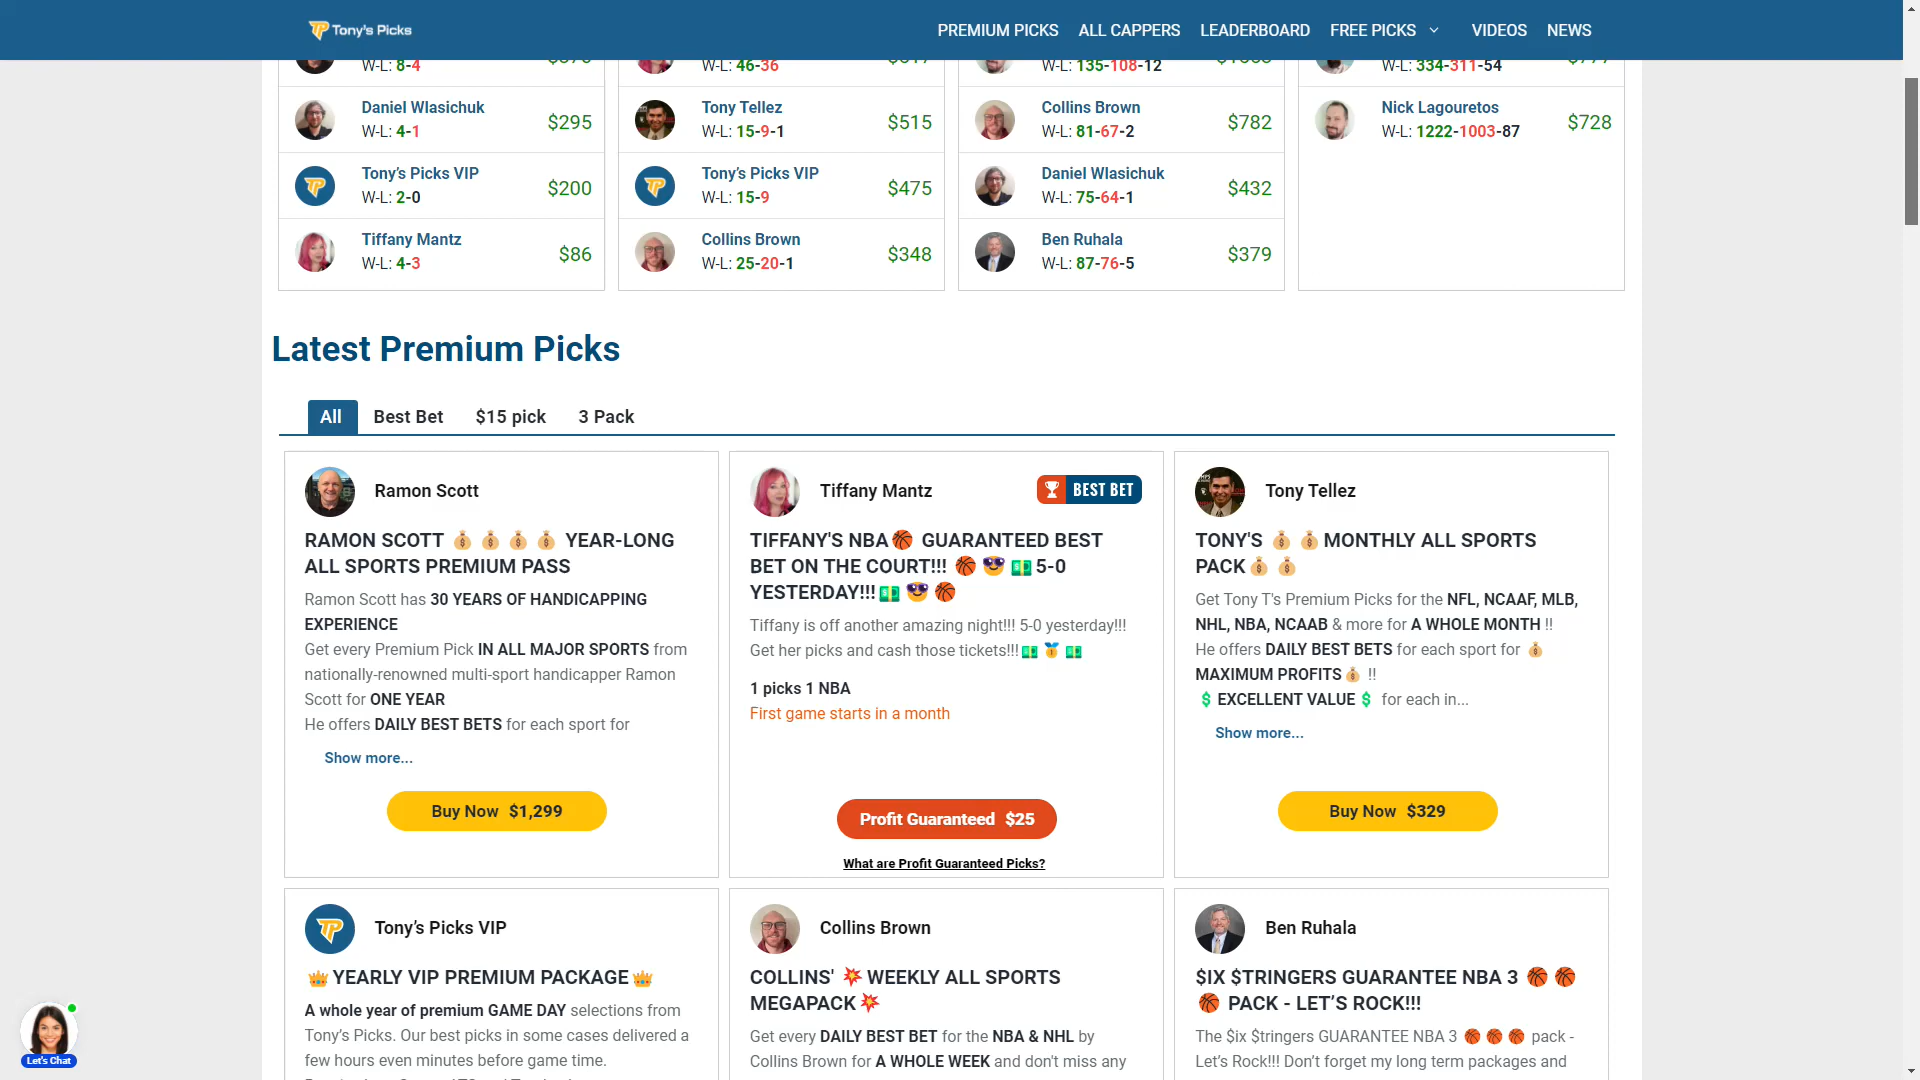 Tony's Picks
PREMIUM PICKS ALL CAPPERS LEADERBOARD FREE PICKS VIDEOS NEWS
W-L: 8-4
W-L: 46-36
W-L: 135-108-12
W-L: 334-311-54
Daniel Wlasichuk
W-L: 4-1
$295
Tony Tellez
W-L: 15-9-1
$515
Collins Brown
W-L: 81-67-2
$782
Nick Lagouretos
W-L: 1222-1003-87
$728
Tony’s Picks VIP
W-L: 2-0
$200
Tony’s Picks VIP
W-L: 15-9
$475
Daniel Wlasichuk
W-L: 75-64-1
$432
Tiffany Mantz
W-L: 4-3
$86
Collins Brown
W-L: 25-20-1
$348
Ben Ruhala
W-L: 87-76-5
$379
Latest Premium Picks
All Best Bet $15 pick 3 Pack
Ramon Scott
RAMON SCOTT 💰 💰 💰 💰 YEAR-LONG
ALL SPORTS PREMIUM PASS
Ramon Scott has 30 YEARS OF HANDICAPPING
EXPERIENCE
Get every Premium Pick IN ALL MAJOR SPORTS from
nationally-renowned multi-sport handicapper Ramon
Scott for ONE YEAR
He offers DAILY BEST BETS for each sport for
Show more...
Buy Now $1,299
Tiffany Mantz
BEST BET
TIFFANY'S NBA🏀 GUARANTEED BEST
BET ON THE COURT!!! 🏀 😎 💵 5-0
YESTERDAY!!! 💵 😎 🏀
Tiffany is off another amazing night!!! 5-0 yesterday!!!
Get her picks and cash those tickets!!! 💵 🥇 💵
1 picks 1 NBA
First game starts in a month
Profit Guaranteed $25
What are Profit Guaranteed Picks?
Tony Tellez
TONY'S 💰 💰 MONTHLY ALL SPORTS
PACK💰 💰
Get Tony T's Premium Picks for the NFL, NCAAF, MLB,
NHL, NBA, NCAAB & more for A WHOLE MONTH !!
He offers DAILY BEST BETS for each sport for 💰
MAXIMUM PROFITS💰 !!
💲 EXCELLENT VALUE 💲 for each in...
Show more...
Buy Now $329
Tony’s Picks VIP
👑 YEARLY VIP PREMIUM PACKAGE👑
A whole year of premium GAME DAY selections from
Tony’s Picks. Our best picks in some cases delivered a
few hours even minutes before game time.
Collins Brown
COLLINS' 💥 WEEKLY ALL SPORTS
MEGAPACK💥
Get every DAILY BEST BET for the NBA & NHL by
Collins Brown for A WHOLE WEEK and don't miss any
Ben Ruhala
$IX $TRINGERS GUARANTEE NBA 3 🏀 🏀
🏀 PACK - LET’S ROCK!!!
The $ix $tringers GUARANTEE NBA 3 🏀 🏀 🏀 pack -
Let’s Rock!!! Don’t forget my long term packages and
Let's Chat